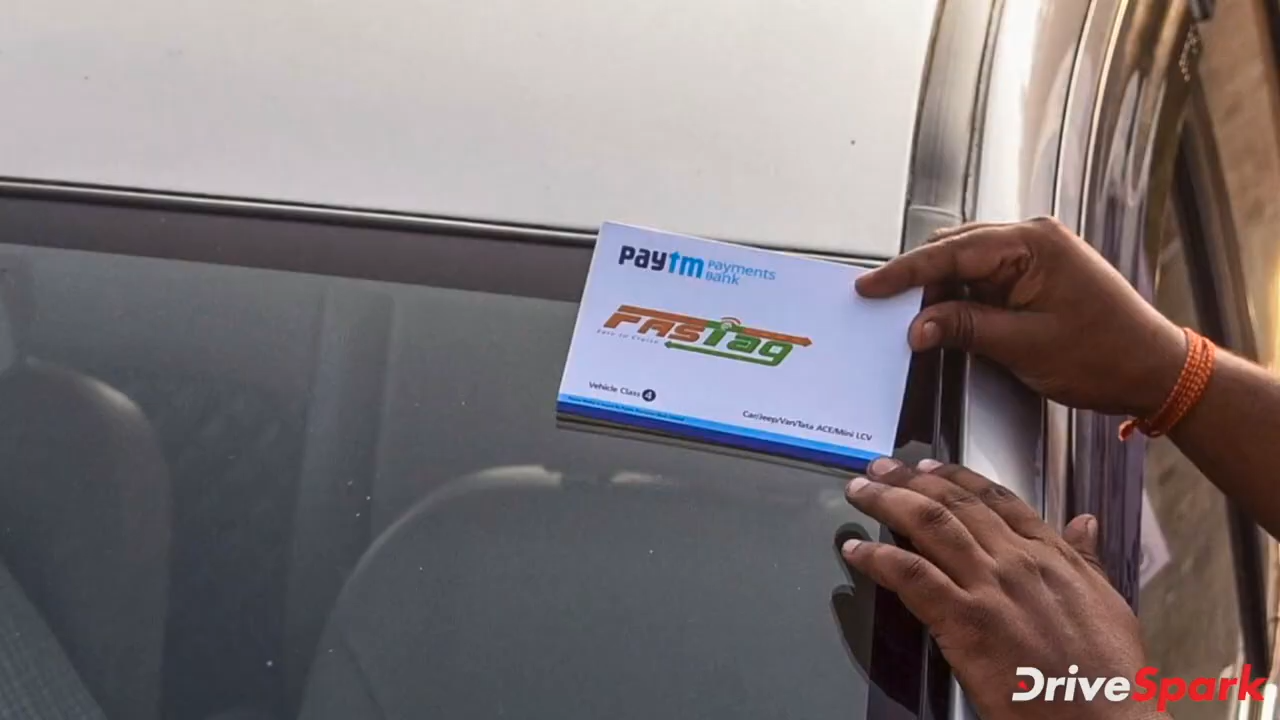 Paytm Payments
Bank
FASTag
Vehicle Class 4
Car/Jeep/Van/Tata ACE/Mini LCV
DriveSpark